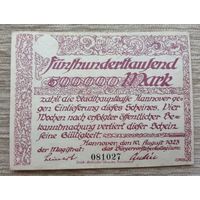 Fünfhunderttausend
500000 Mark
zahlt die Stadthauptkasse Hannover ge-
gen Einlieferung dieses Scheines. Vier
Wochen nach erfolgter öffentlicher Be-
kanntmachung verliert dieser Schein
seine Gültigkeit.
Hannover, den 10. August 1923
der Magistrat:
081027